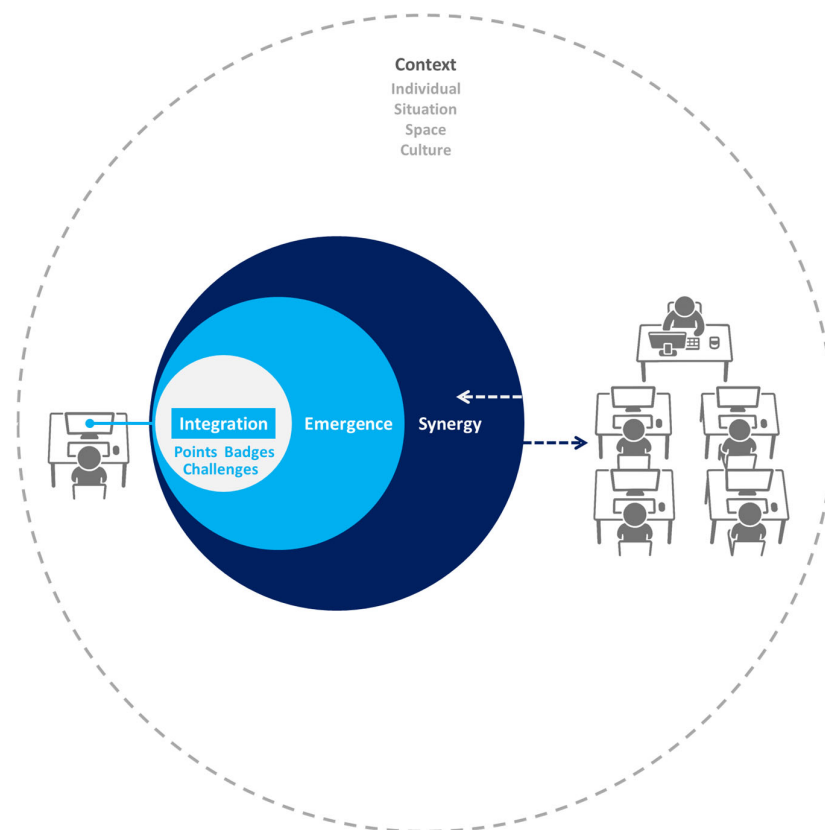 Context
Individual
Situation
Space
Culture
Integration
Points Badges
Challenges
Emergence
Synergy